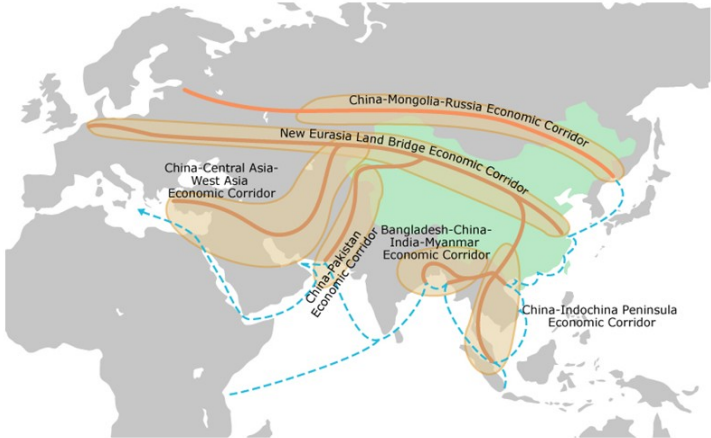 China-Mongolia-Russia Economic Corridor
New Eurasia Land Bridge Economic Corridor
China-Central Asia-
West Asia
Economic Corridor
Bangladesh-China-
India-Myanmar
Economic Corridor
China-Pakistan
Economic Corridor
China-Indochina Peninsula
Economic Corridor